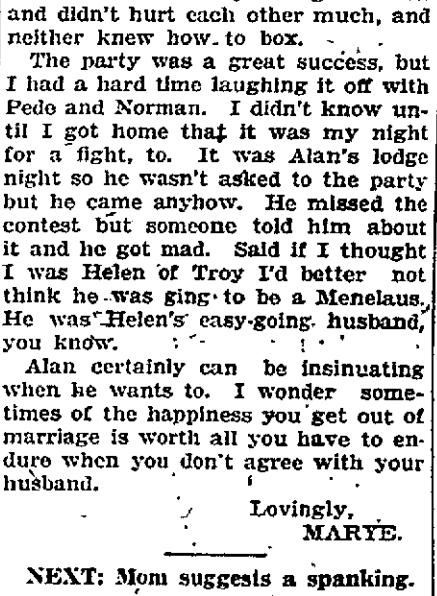 and didn't hurt each other much, and
neither knew how to box.
The party was a great success, but
I had a hard time laughing it off with
Pede and Norman. I didn't know un-
til I got home that it was my night
for a fight, to. It was Alan's lodge
night so he wasn't asked to the party
but he came anyhow. He missed the
contest but someone told him about
it and he got mad. Said if I thought
I was Helen of Troy I'd better not
think he was ging to be a Menelaus.
He was Helen's easy-going husband,
you know.
Alan certainly can be insinuating
when he wants to. I wonder some-
times of the happiness you get out of
marriage is worth all you have to en-
dure when you don't agree with your
husband.
Lovingly,
MARYE.
NEXT: Mom suggests a spanking.